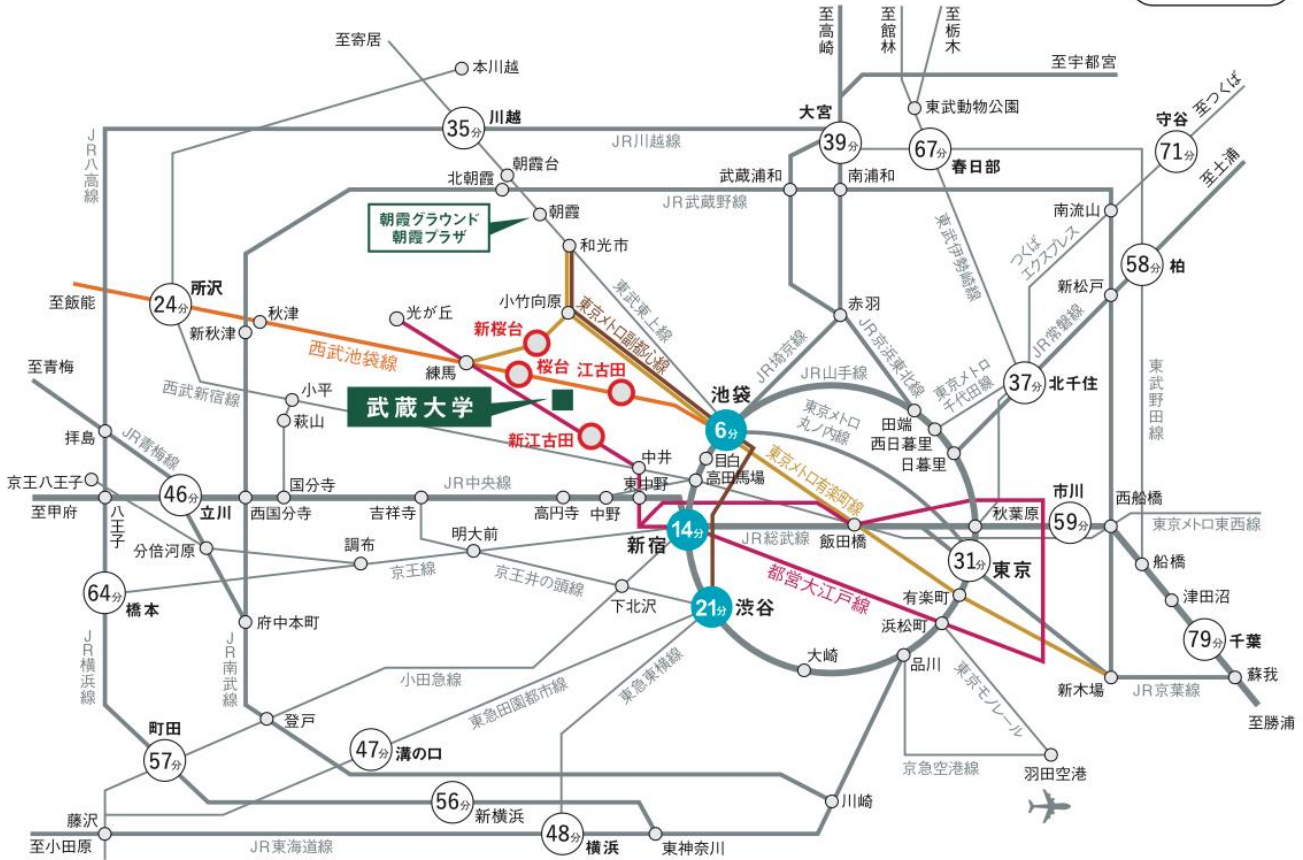 至高崎
至館林
至栃木
至寄居
本川越
至宇都宮
東武動物公園
至つくば
大宮
39分
67分
春日部
守谷
71分
35分
川越
JR川越線
JR八高線
朝霞台
北朝霞
武蔵浦和
南浦和
JR武蔵野線
至土浦
朝霞グラウンド
朝霞プラザ
朝霞
和光市
南流山
つくば
エクスプレス
東武伊勢崎線
58分
柏
新松戸
所沢
24分
至飯能
秋津
新秋津
光が丘
小竹向原
新桜台
東京メトロ副都心線
東武東上線
赤羽
JR埼京線
JR京浜東北線
JR常磐線
西武池袋線
練馬
桜台
江古田
池袋
6分
JR山手線
東京メトロ
千代田線
37分
北千住
東武野田線
至青梅
西武新宿線
小平
萩山
武蔵大学
新江古田
東京メトロ
丸ノ内線
田端
西日暮里
日暮里
拝島
JR青梅線
中井
目白
高田馬場
東京メトロ有楽町線
京王八王子
至甲府
八王子
46分
立川
西国分寺
国分寺
JR中央線
吉祥寺
高円寺
中野
東中野
新宿
14分
JR総武線
飯田橋
秋葉原
市川
59分
西船橋
東京メトロ東西線
分倍河原
調布
京王線
明大前
京王井の頭線
下北沢
都営大江戸線
31分
東京
船橋
64分
橋本
府中本町
21分
渋谷
有楽町
浜松町
津田沼
79分
千葉
JR横浜線
JR南武線
小田急線
東急田園都市線
東急東横線
大崎
品川
東京モノレール
新木場
JR京葉線
蘇我
至勝浦
町田
57分
登戸
47分
溝の口
京急空港線
羽田空港
56分
新横浜
川崎
藤沢
至小田原
JR東海道線
48分
横浜
東神奈川